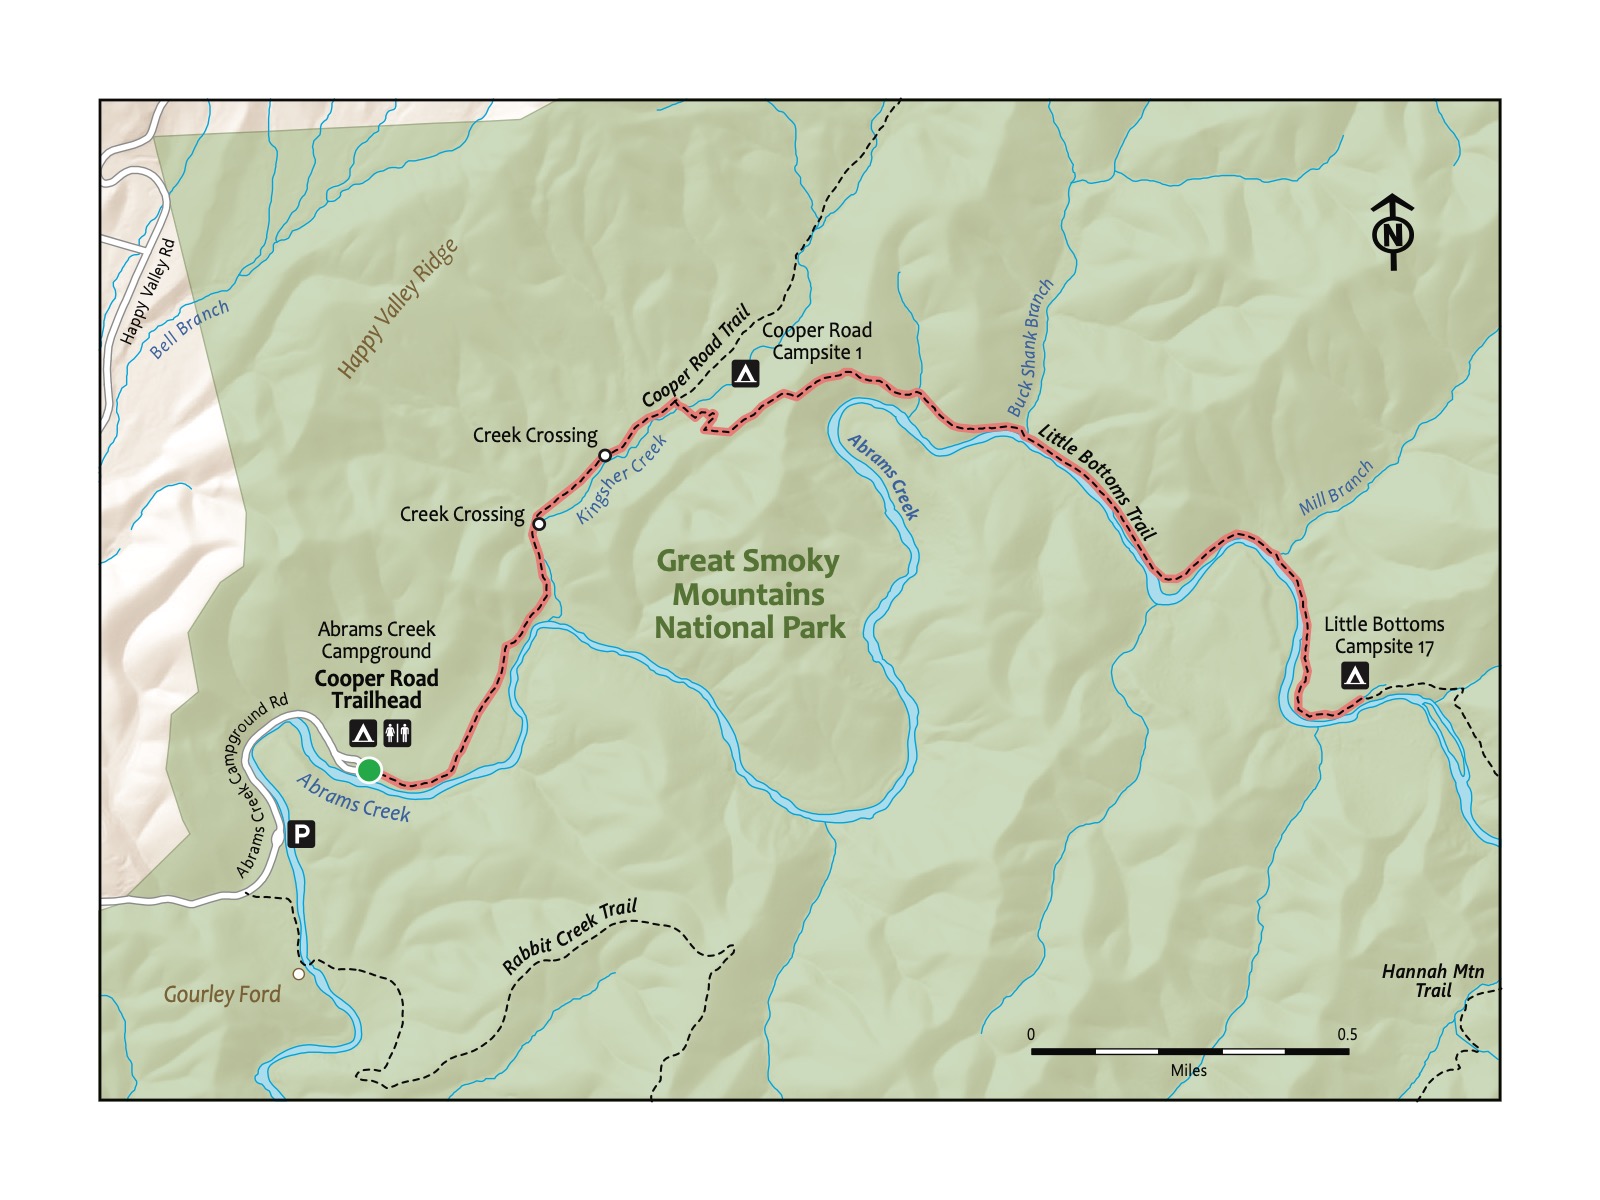 N
Happy Valley Rd
Bell Branch
Happy Valley Ridge
Cooper Road Trail
Cooper Road
Campsite 1
Buck Shank Branch
Creek Crossing
Kingsher Creek
Creek Crossing
Abrams Creek
Little Bottoms Trail
Mill Branch
Great Smoky
Mountains
National Park
Abrams Creek
Campground
Cooper Road
Trailhead
Little Bottoms
Campsite 17
Abrams Creek Campground Rd
Abrams Creek
P
Rabbit Creek Trail
Gourley Ford
Hannah Mtn
Trail
0 0.5
Miles